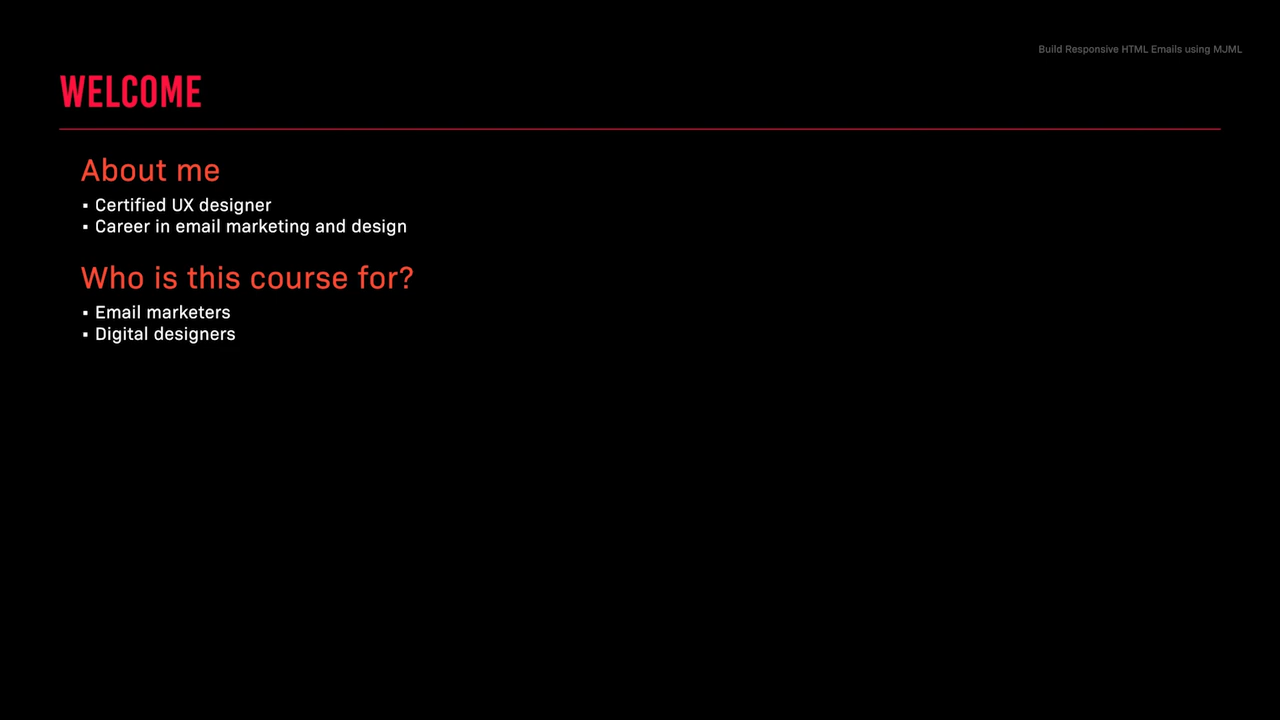 Build Responsive HTML Emails using MJML
WELCOME
About me
▪ Certified UX designer
▪ Career in email marketing and design
Who is this course for?
▪ Email marketers
▪ Digital designers